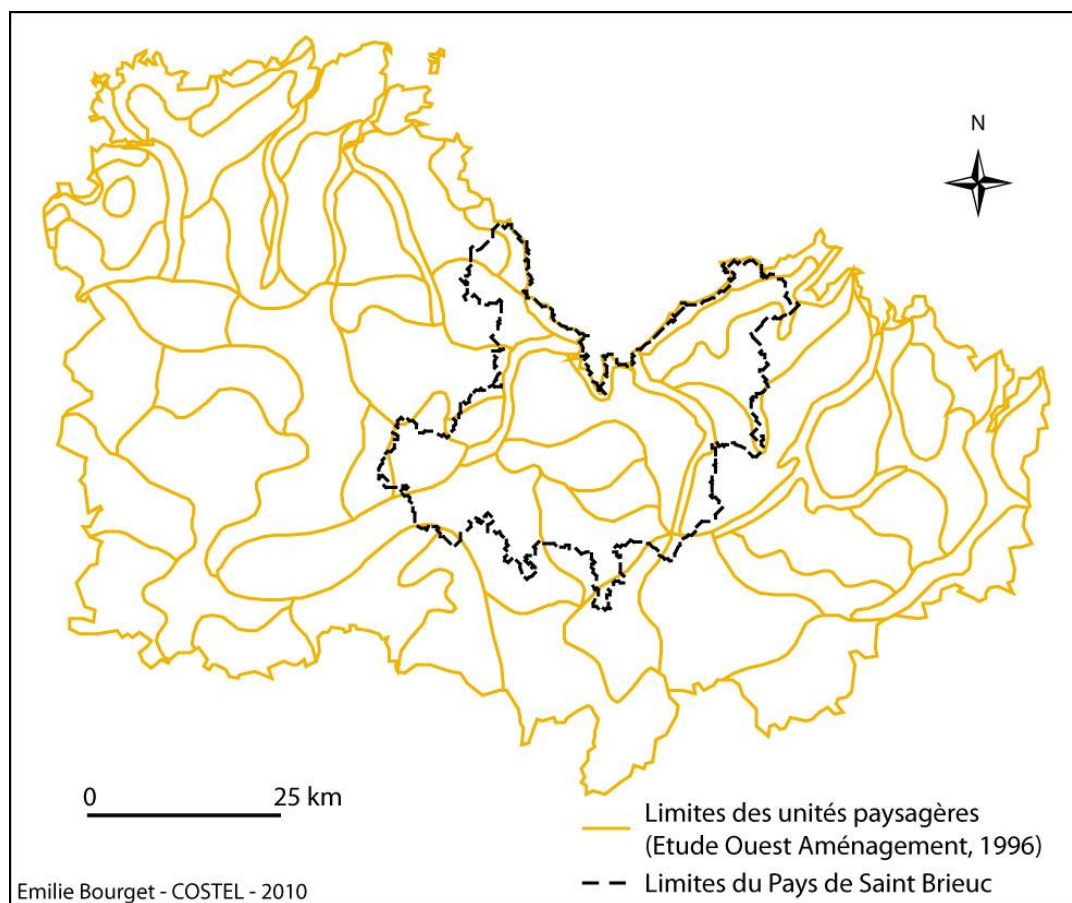 N
0 25 km
Limites des unités paysagères
(Etude Ouest Aménagement, 1996)
Limites du Pays de Saint Brieuc
Emilie Bourget - COSTEL - 2010